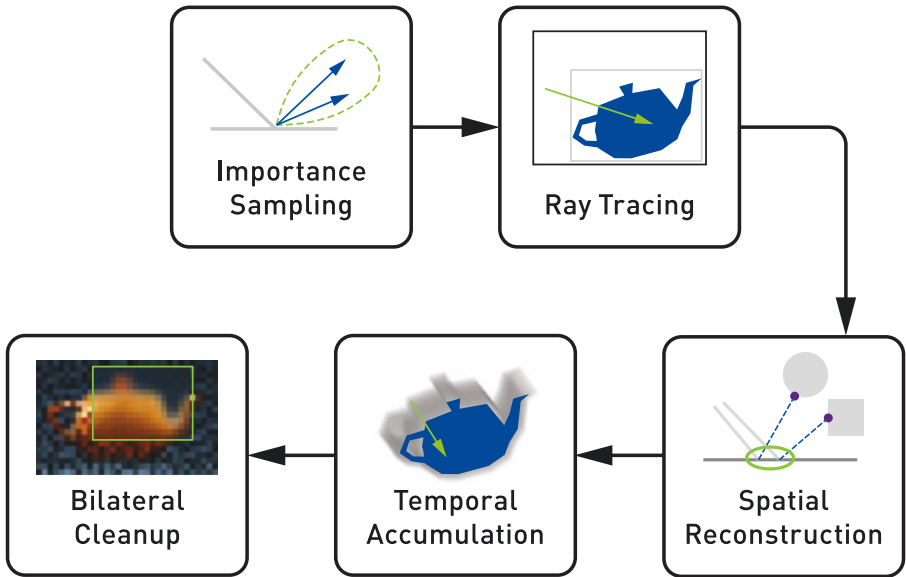 Importance
Sampling
Ray Tracing
Spatial
Reconstruction
Temporal
Accumulation
Bilateral
Cleanup